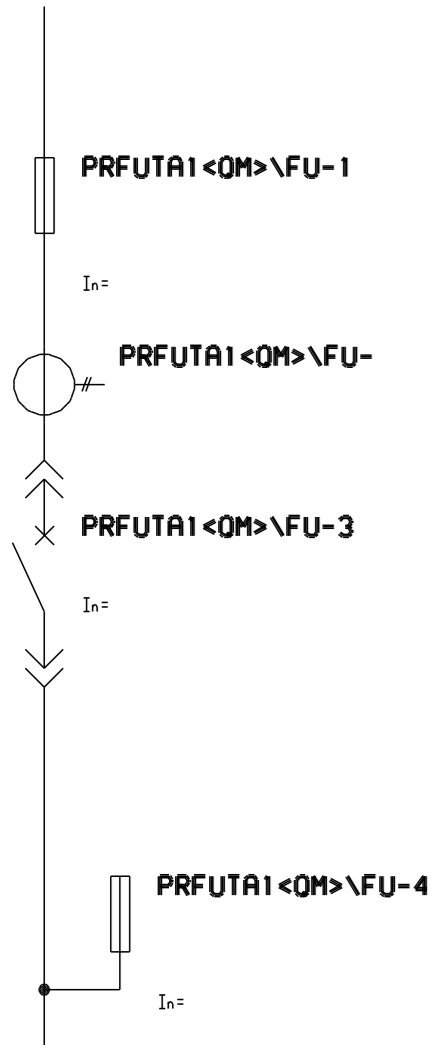 PRFUTA1<QM>\FU-1
In=
PRFUTA1<QM>\FU-
PRFUTA1<QM>\FU-3
In=
PRFUTA1<QM>\FU-4
In=